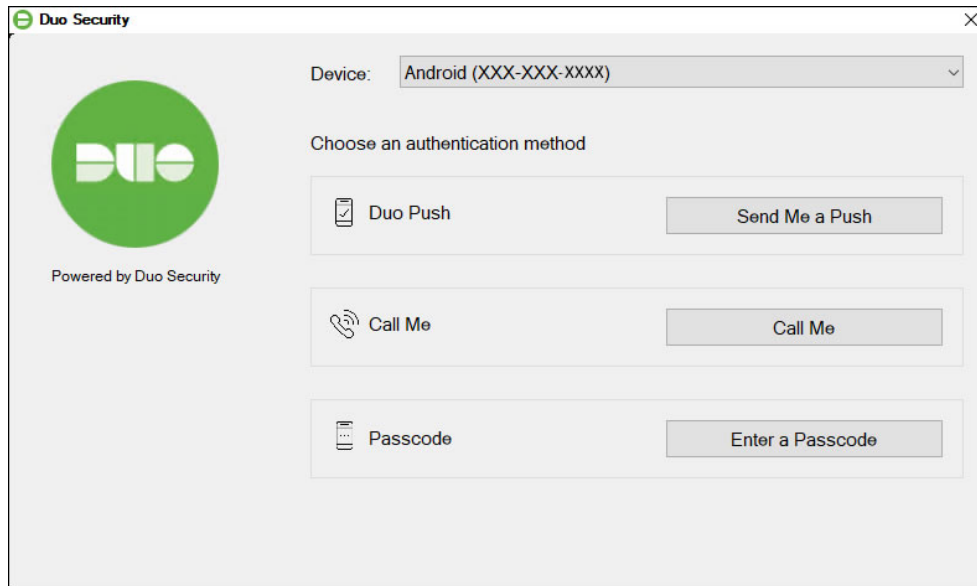 Duo Security
Device: Android (XXX-XXX-XXXX)
DUO
Powered by Duo Security
Choose an authentication method
Duo Push Send Me a Push
Call Me Call Me
Passcode Enter a Passcode